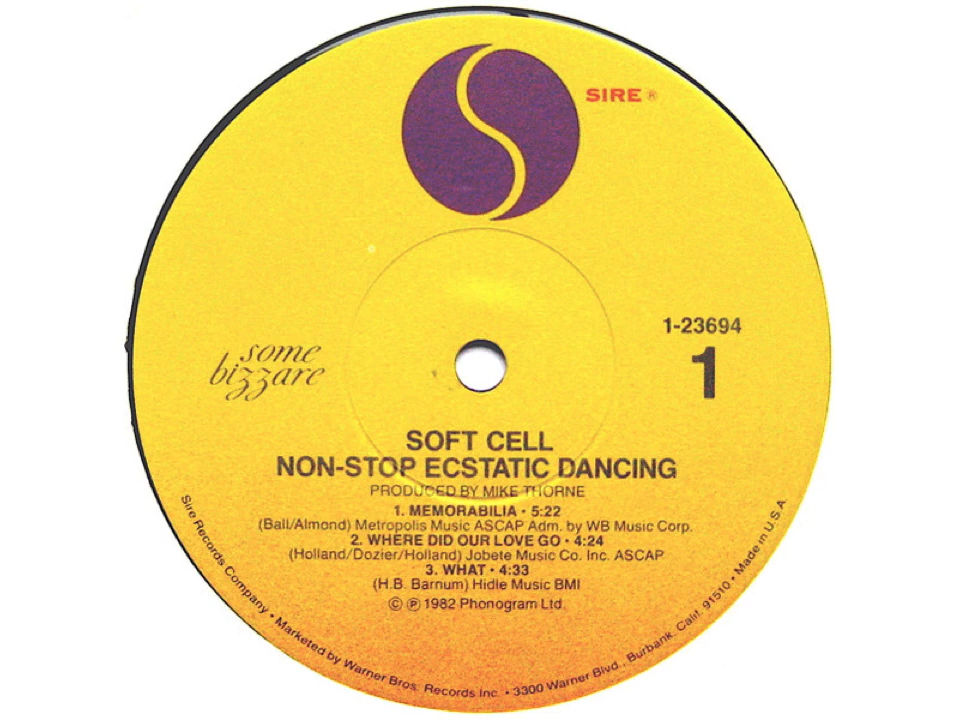 SIRE®
1-23694
1
some
bizzare
SOFT CELL
NON-STOP ECSTATIC DANCING
PRODUCED BY MIKE THORNE
1. MEMORABILIA • 5:22
(Ball/Almond) Metropolis Music ASCAP Adm. by WB Music Corp.
2. WHERE DID OUR LOVE GO • 4:24
(Holland/Dozier/Holland) Jobete Music Co. Inc. ASCAP
3. WHAT • 4:33
(H.B. Barnum) Hidle Music BMI
© ℗ 1982 Phonogram Ltd.
Sire Records Company • Marketed by Warner Bros. Records Inc. • 3300 Warner Blvd., Burbank, Calif. 91510 • Made in U.S.A.